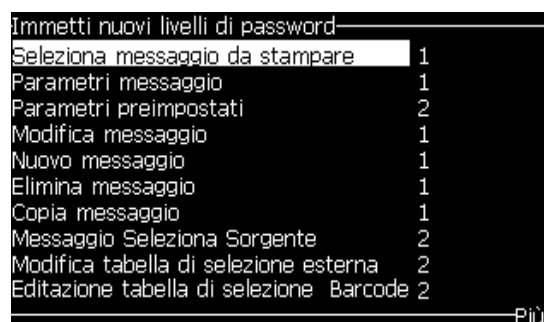 Immetti nuovi livelli di password
Seleziona messaggio da stampare 1
Parametri messaggio 1
Parametri preimpostati 2
Modifica messaggio 1
Nuovo messaggio 1
Elimina messaggio 1
Copia messaggio 1
Messaggio Seleziona Sorgente 2
Modifica tabella di selezione esterna 2
Editazione tabella di selezione Barcode 2
Più